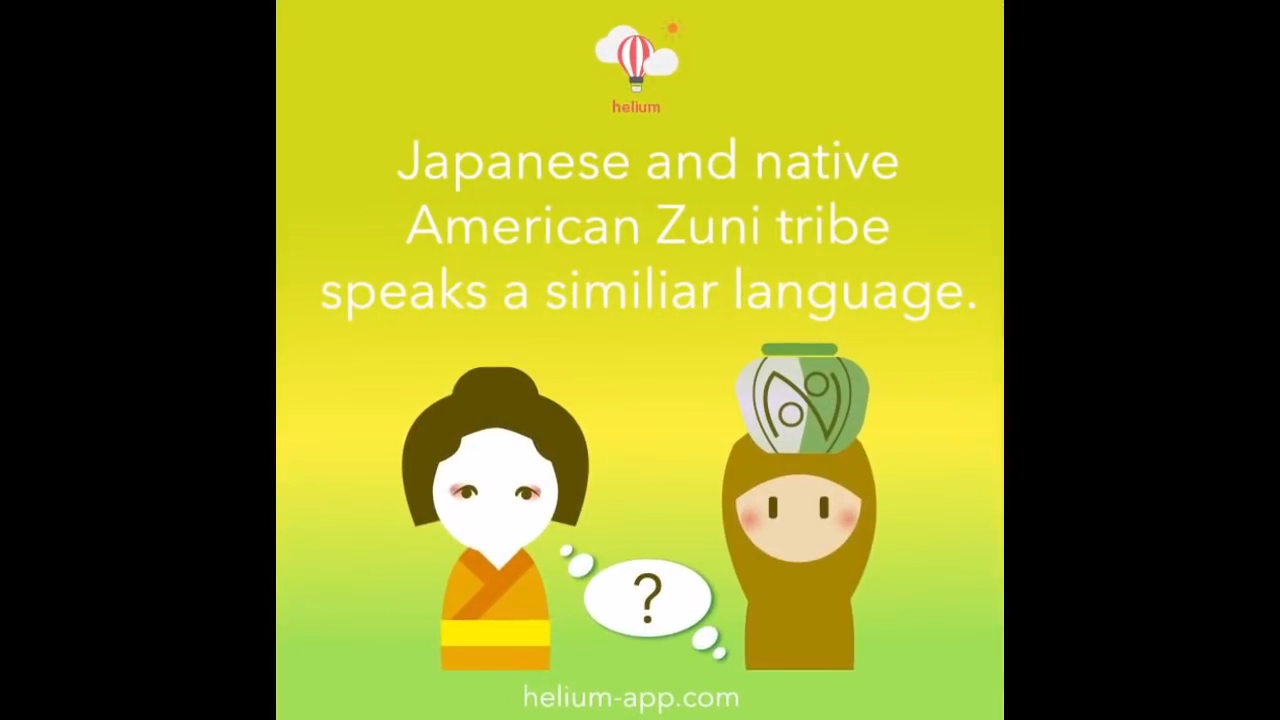 helium
Japanese and native
American Zuni tribe
speaks a similiar language.
?
helium-app.com